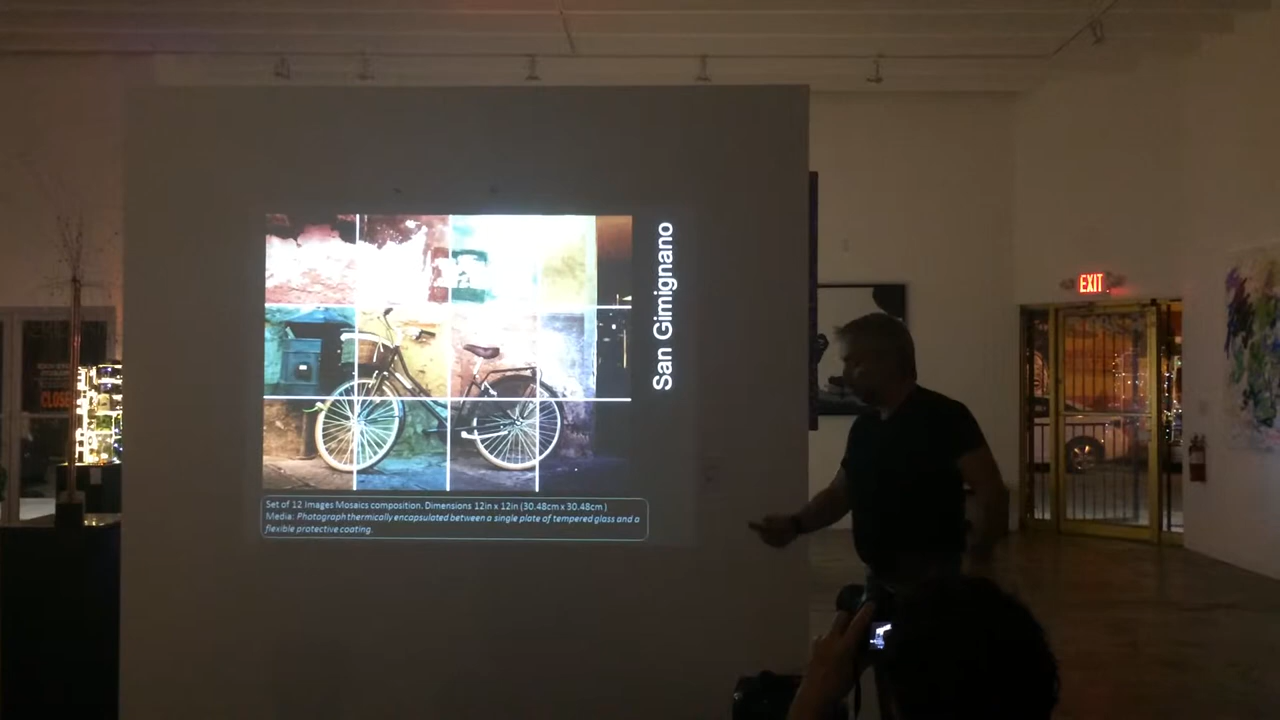 San Gimignano
Set of 12 Images Mosaics composition. Dimensions 12in x 12in (30.48cm x 30.48cm)
Media: Photograph thermically encapsulated between a single plate of tempered glass and a
flexible protective coating.
EXIT
CLOSE